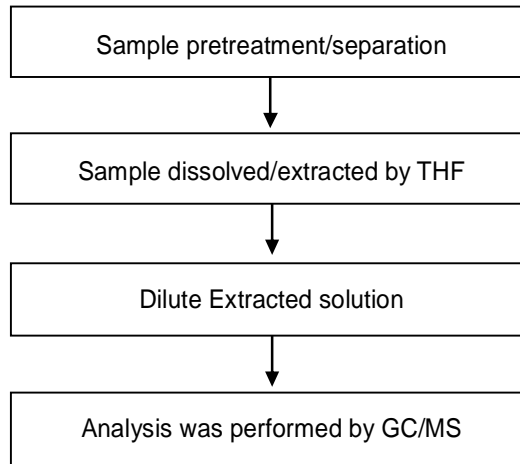 Sample pretreatment/separation
Sample dissolved/extracted by THF
Dilute Extracted solution
Analysis was performed by GC/MS